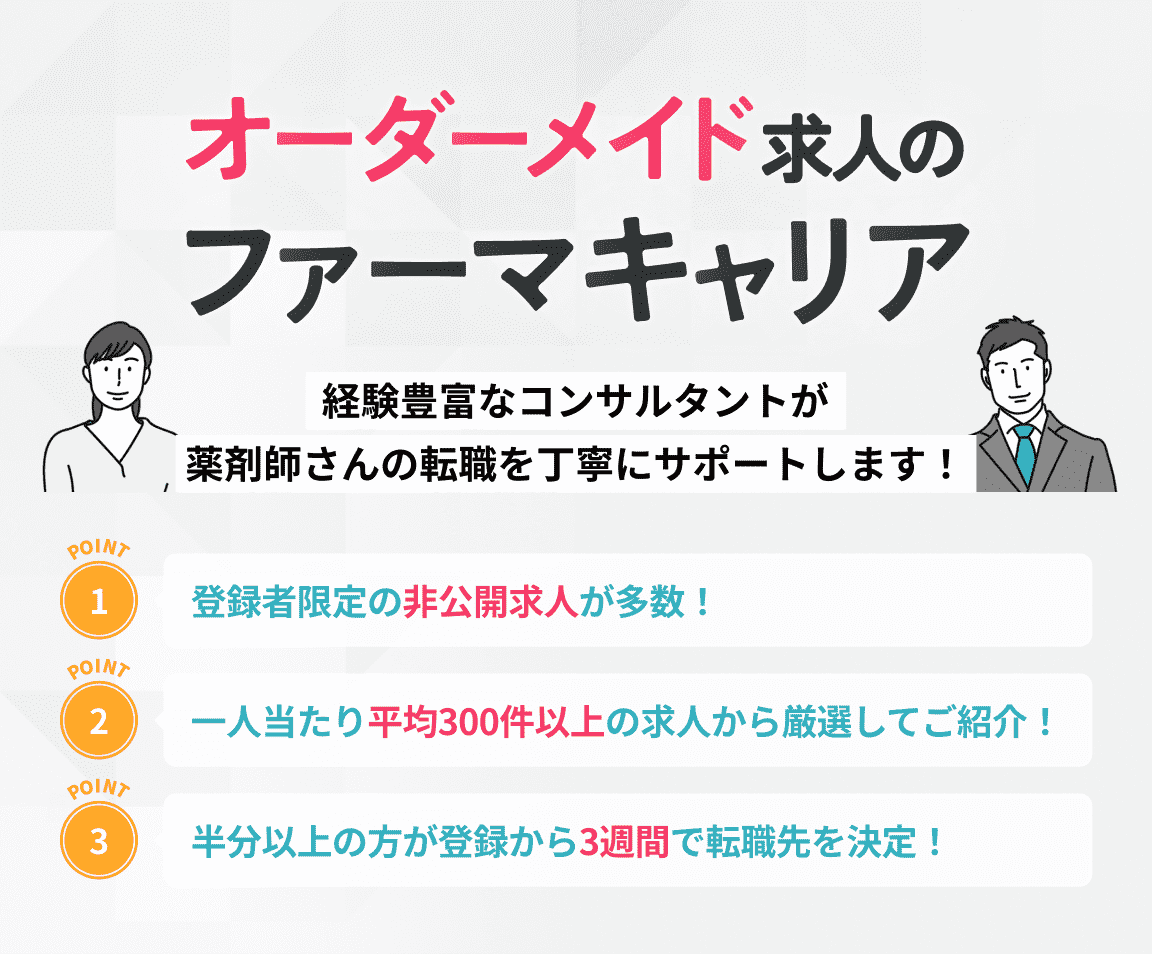 オーダーメイド求人の
ファーマキャリア
経験豊富なコンサルタントが
薬剤師さんの転職を丁寧にサポートします！
POINT
1
登録者限定の非公開求人が多数！
POINT
2
一人当たり平均300件以上の求人から厳選してご紹介！
POINT
3
半分以上の方が登録から3週間で転職先を決定！